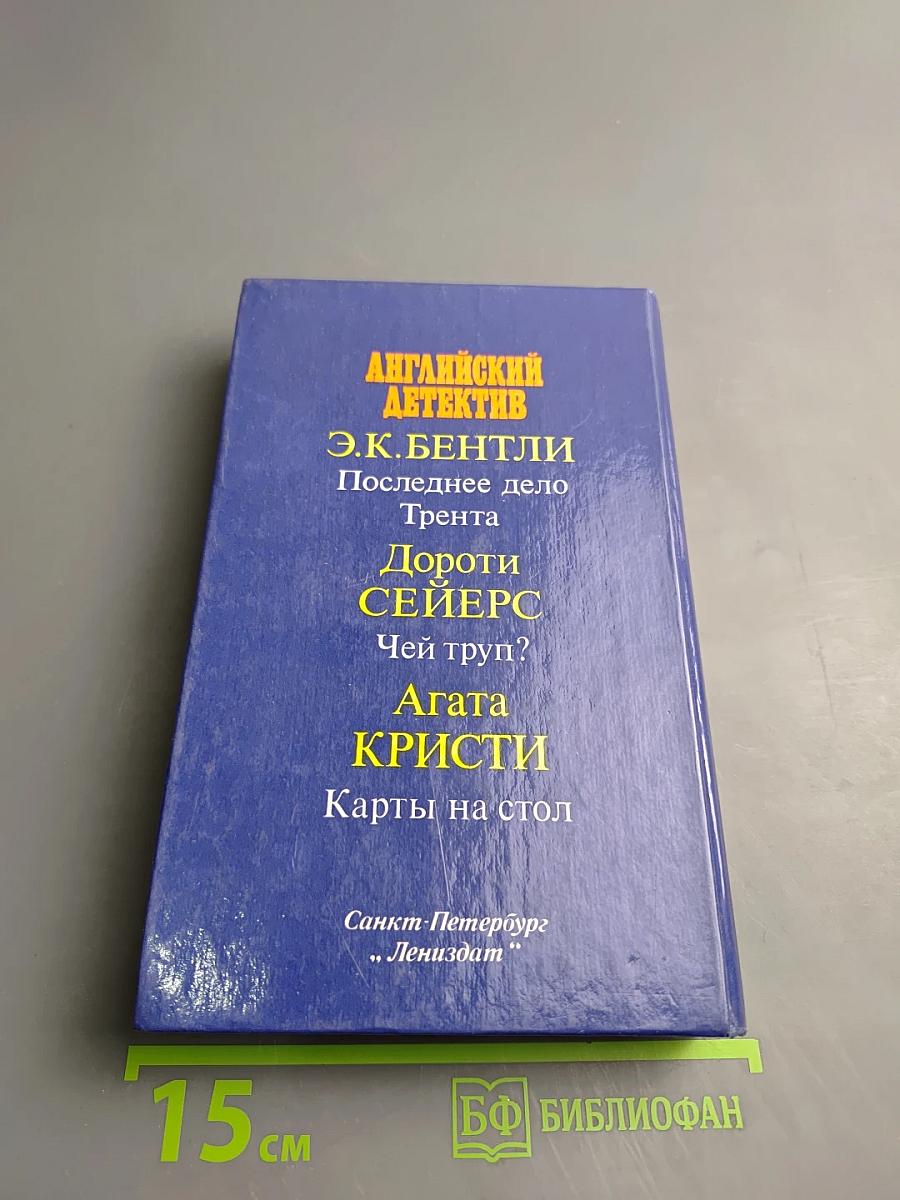 АНГЛИЙСКИЙ
ДЕТЕКТИВ
Э.К.БЕНТЛИ
Последнее дело
Трента
Дороти
СЕЙЕРС
Чей труп?
Агата
КРИСТИ
Карты на стол
Санкт-Петербург
„Лениздат“
15 см
БФ БИБЛИОФАН